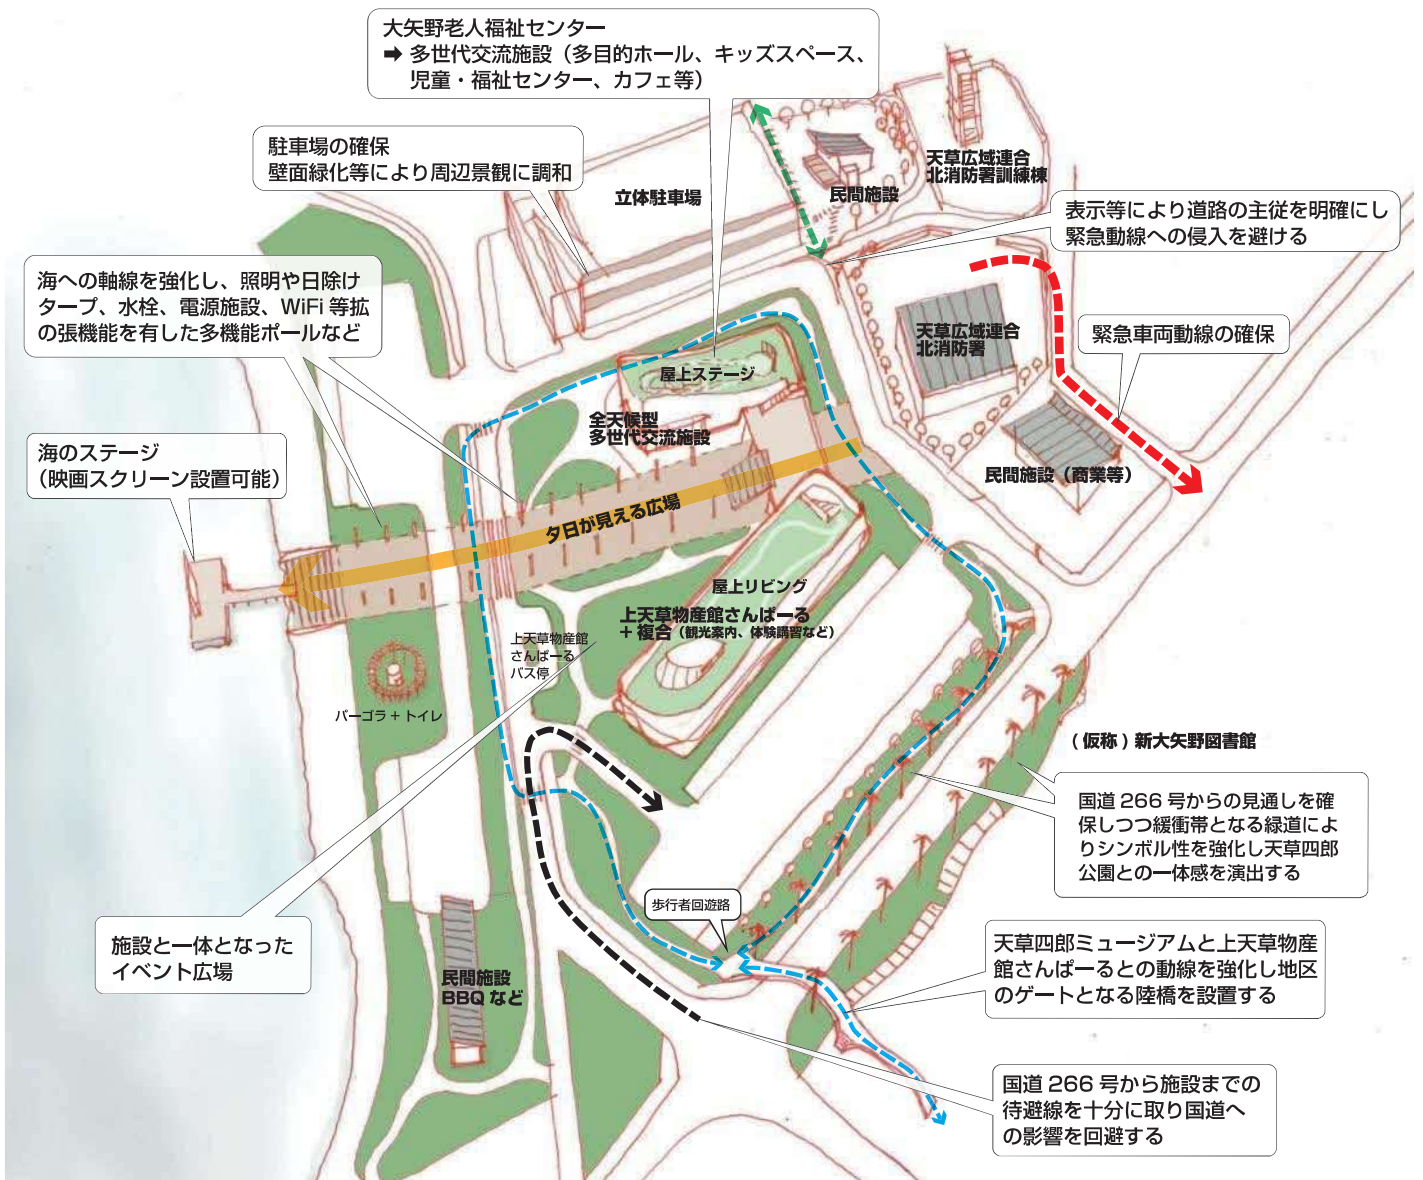 大矢野老人福祉センター
➡ 多世代交流施設（多目的ホール、キッズスペース、
児童・福祉センター、カフェ等）
駐車場の確保
壁面緑化等により周辺景観に調和
立体駐車場
民間施設
天草広域連合
北消防署訓練棟
表示等により道路の主従を明確にし
緊急動線への侵入を避ける
海への軸線を強化し、照明や日除け
タープ、水栓、電源施設、WiFi 等拡
の張機能を有した多機能ポールなど
天草広域連合
北消防署
緊急車両動線の確保
屋上ステージ
全天候型
多世代交流施設
海のステージ
（映画スクリーン設置可能）
民間施設（商業等）
夕日が見える広場
屋上リビング
上天草物産館さんぱーる
＋複合（観光案内、体験講習など）
上天草物産館
さんぱーる
バス停
パーゴラ + トイレ
（仮称）新大矢野図書館
国道 266 号からの見通しを確
保しつつ緩衝帯となる緑道によ
りシンボル性を強化し天草四郎
公園との一体感を演出する
歩行者回遊路
施設と一体となった
イベント広場
天草四郎ミュージアムと上天草物産
館さんぱーるとの動線を強化し地区
のゲートとなる陸橋を設置する
民間施設
BBQ など
国道 266 号から施設までの
待避線を十分に取り国道へ
の影響を回避する